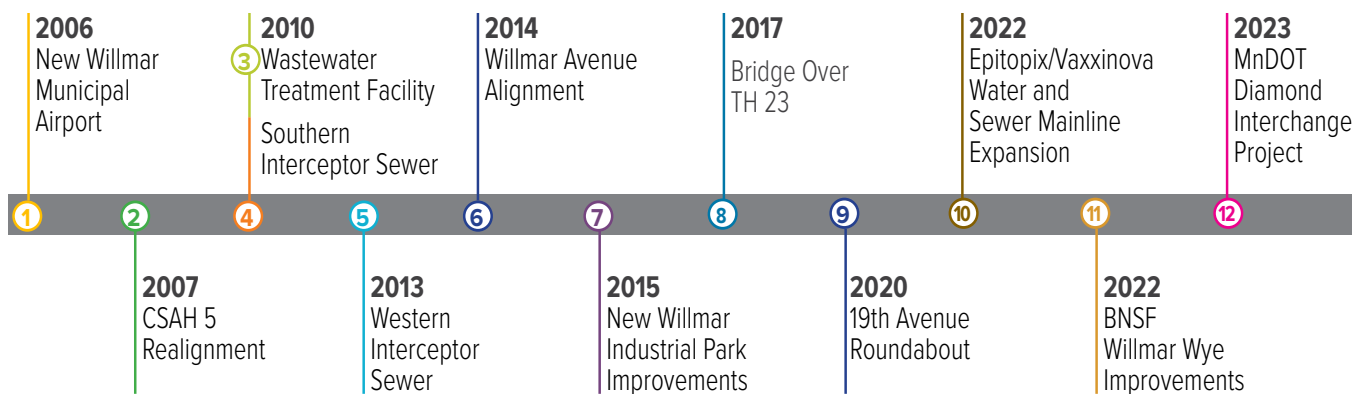 2006
New Willmar
Municipal
Airport
3
2010
Wastewater
Treatment Facility
Southern
Interceptor Sewer
2014
Willmar Avenue
Alignment
2017
Bridge Over
TH 23
2022
Epitopix/Vaxxinova
Water and
Sewer Mainline
Expansion
2023
MnDOT
Diamond
Interchange
Project
1
2
4
5
6
7
8
9
10
11
12
2007
CSAH 5
Realignment
2013
Western
Interceptor
Sewer
2015
New Willmar
Industrial Park
Improvements
2020
19th Avenue
Roundabout
2022
BNSF
Willmar Wye
Improvements